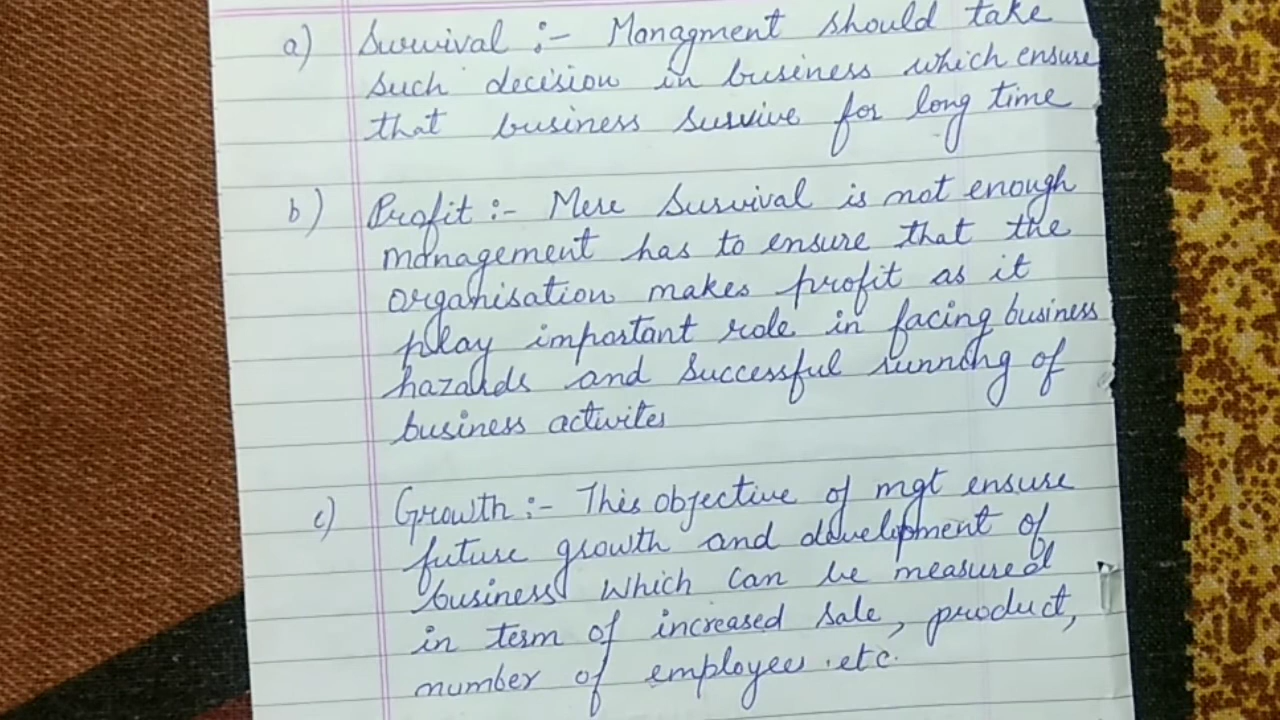 a) Survival :- Managment should take
such decision in business which ensure
that business survive for long time
b) Profit :- Mere Survival is not enough
management has to ensure that the
organisation makes profit as it
play important role in facing business
hazards and successful running of
business activites
c) Growth :- This objective of mgt ensure
future growth and development of
business which can be measured
in term of increased sale, product,
number of employees .etc.